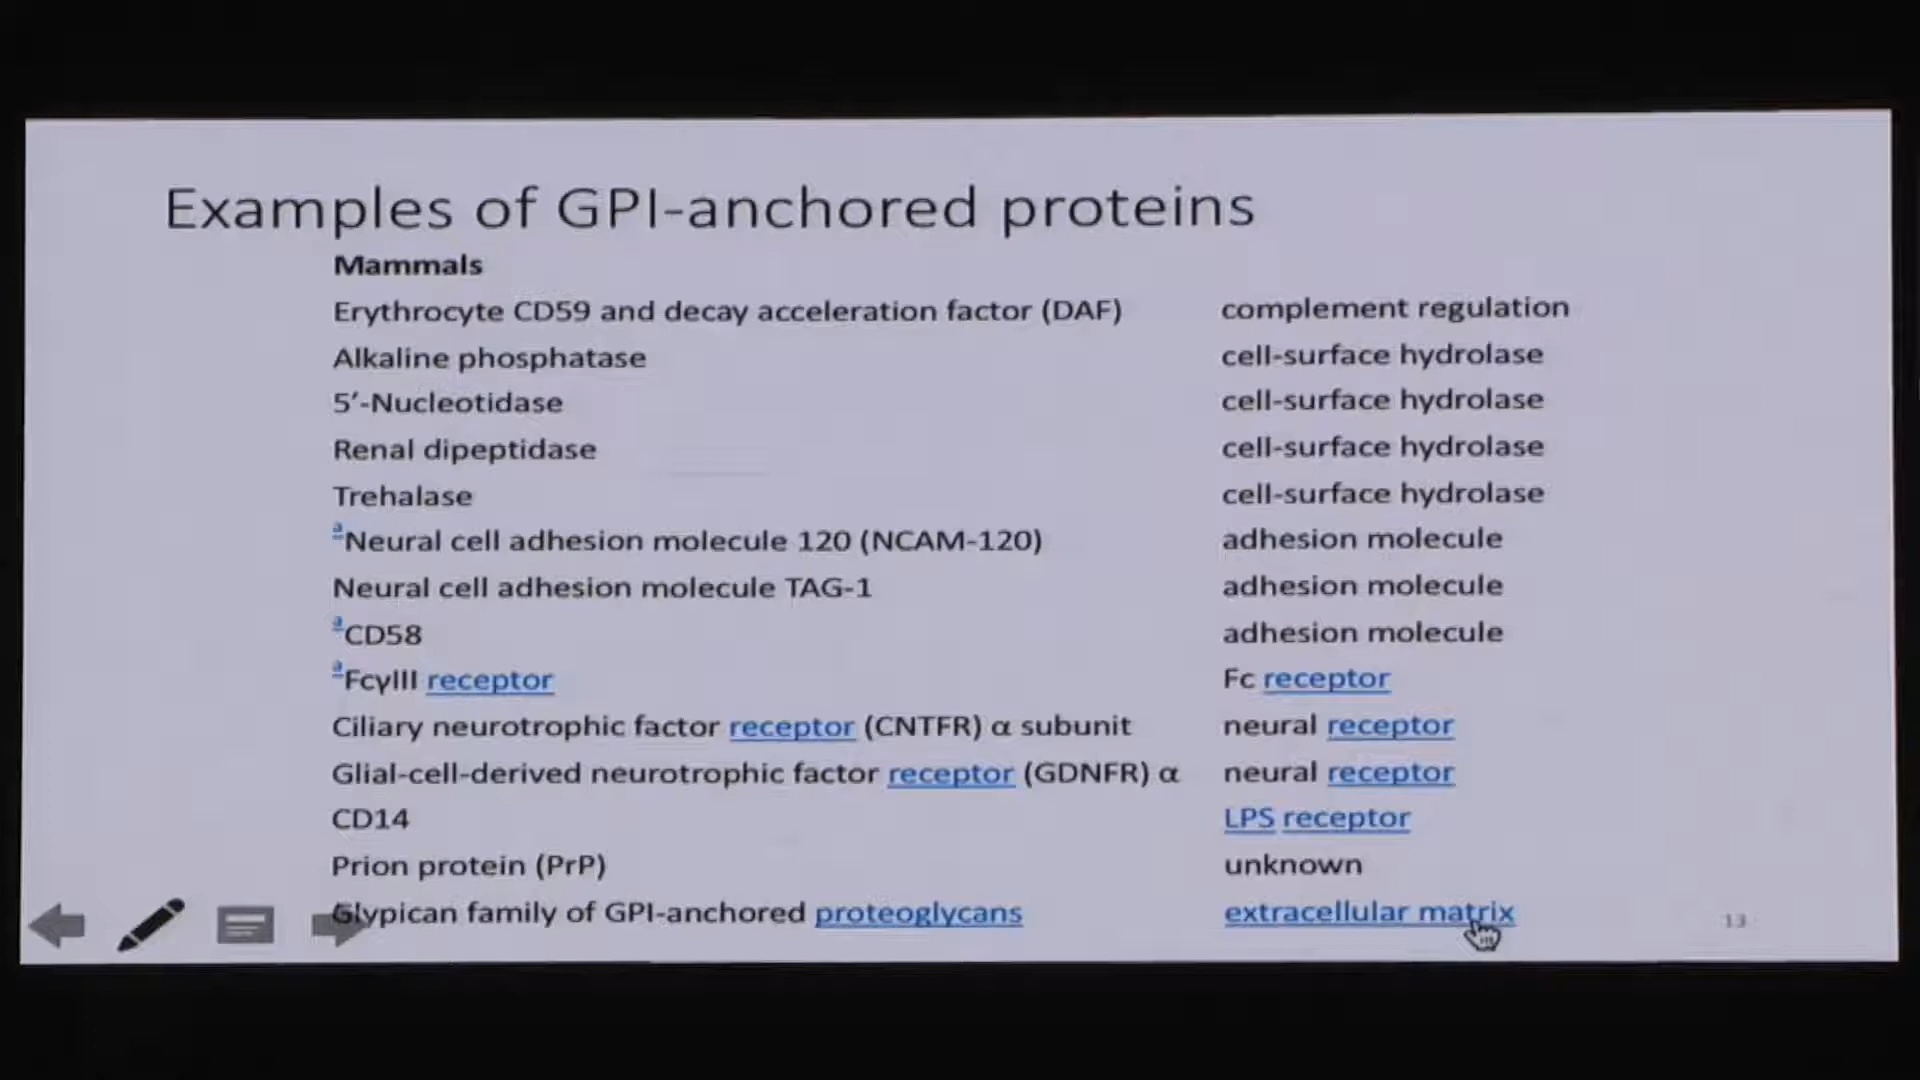 Examples of GPI-anchored proteins
Mammals
Erythrocyte CD59 and decay acceleration factor (DAF) complement regulation
Alkaline phosphatase cell-surface hydrolase
5′-Nucleotidase cell-surface hydrolase
Renal dipeptidase cell-surface hydrolase
Trehalase cell-surface hydrolase
aNeural cell adhesion molecule 120 (NCAM-120) adhesion molecule
Neural cell adhesion molecule TAG-1 adhesion molecule
aCD58 adhesion molecule
aFcγIII receptor Fc receptor
Ciliary neurotrophic factor receptor (CNTFR) α subunit neural receptor
Glial-cell-derived neurotrophic factor receptor (GDNFR) α neural receptor
CD14 LPS receptor
Prion protein (PrP) unknown
Glypican family of GPI-anchored proteoglycans extracellular matrix
13